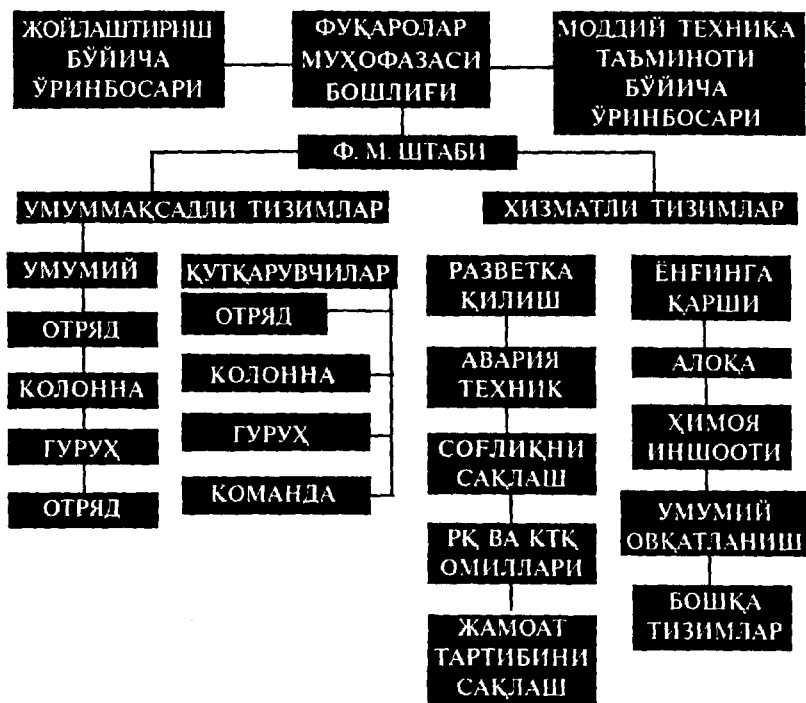 ЖОЙЛАШТИРИШ
БЎЙИЧА
ЎРИНБОСАРИ
ФУҚАРОЛАР
МУҲОФАЗАСИ
БОШЛИҒИ
МОДДИЙ ТЕХНИКА
ТАЪМИНОТИ
БЎЙИЧА
ЎРИНБОСАРИ
Ф. М. ШТАБИ
УМУММАҚСАДЛИ ТИЗИМЛАР
ХИЗМАТЛИ ТИЗИМЛАР
УМУМИЙ
ОТРЯД
КОЛОННА
ГУРУҲ
ОТРЯД
ҚУТҚАРУВЧИЛАР
ОТРЯД
КОЛОННА
ГУРУҲ
КОМАНДА
РАЗВЕТКА
ҚИЛИШ
АВАРИЯ
ТЕХНИК
СОҒЛИҚНИ
САҚЛАШ
РҚ ВА КТҚ
ОМИЛЛАРИ
ЖАМОАТ
ТАРТИБИНИ
САҚЛАШ
ЁНҒИНГА
ҚАРШИ
АЛОҚА
ҲИМОЯ
ИНШООТИ
УМУМИЙ
ОВҚАТЛАНИШ
БОШҚА
ТИЗИМЛАР